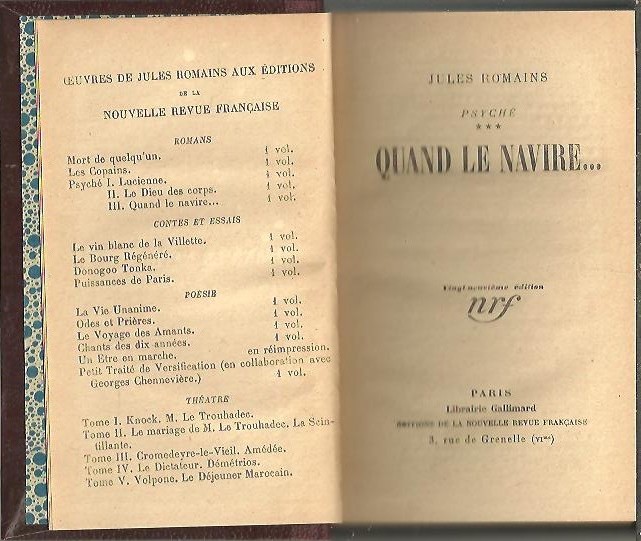 ŒUVRES DE JULES ROMAINS AUX ÉDITIONS
DE LA
NOUVELLE REVUE FRANÇAISE
ROMANS
Mort de quelqu'un. 1 vol.
Les Copains. 1 vol.
Psyché I. Lucienne. 1 vol.
II. Le Dieu des corps. 1 vol.
III. Quand le navire... 1 vol.
CONTES ET ESSAIS
Le vin blanc de la Villette. 1 vol.
Le Bourg Régénéré. 1 vol.
Donogoo Tonka. 1 vol.
Puissances de Paris. 1 vol.
POÉSIE
La Vie Unanime. 1 vol.
Odes et Prières. 1 vol.
Le Voyage des Amants. 1 vol.
Chants des dix années. 1 vol.
Un Etre en marche. en réimpression.
Petit Traité de Versification (en collaboration avec
Georges Chennevière.) 1 vol.
THÉATRE
Tome I. Knock. M. Le Trouhadec.
Tome II. Le mariage de M. Le Trouhadec. La Scin-
tillante.
Tome III. Cromedeyre-le-Vieil. Amédée.
Tome IV. Le Dictateur. Démétrios.
Tome V. Volpone. Le Déjeuner Marocain.
JULES ROMAINS
PSYCHÉ
***
QUAND LE NAVIRE...
Vingt-neuvième édition
nrf
PARIS
Librairie Gallimard
ÉDITIONS DE LA NOUVELLE REVUE FRANÇAISE
3, rue de Grenelle (VIme)